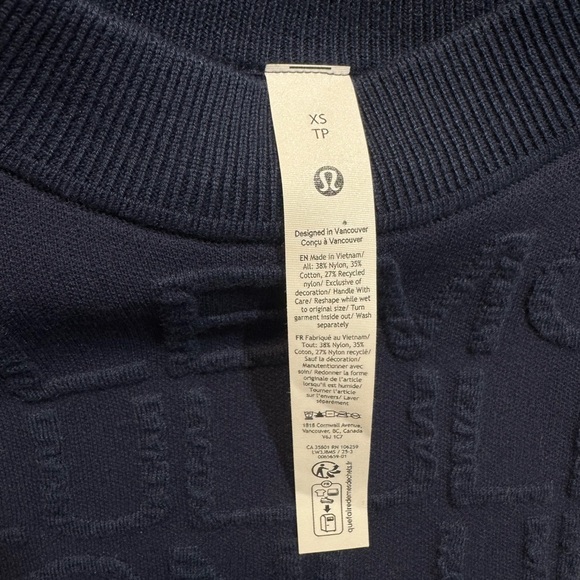 XS
TP
Designed in Vancouver
Conçu à Vancouver
EN Made in Vietnam/
All: 38% Nylon, 35%
Cotton, 27% Recycled
nylon/ Exclusive of
decoration/ Handle With
Care/ Reshape while wet
to original size/ Turn
garment inside out/ Wash
separately
FR Fabriqué au Vietnam/
Tout: 38% Nylon, 35%
Coton, 27% Nylon recyclé/
Sauf la décoration/
Manutentionner avec
soin/ Redonner la forme
originale de l'article
lorsqu'il est humide/
Tourner l'article
sur l'envers/ Laver
séparément
1818 Cornwall Avenue,
Vancouver, BC, Canada
V6J 1C7
CA 35801 RN 106259
quefairedemesdechets.fr